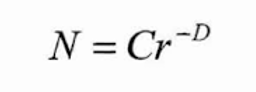 N = Cr^{-D}